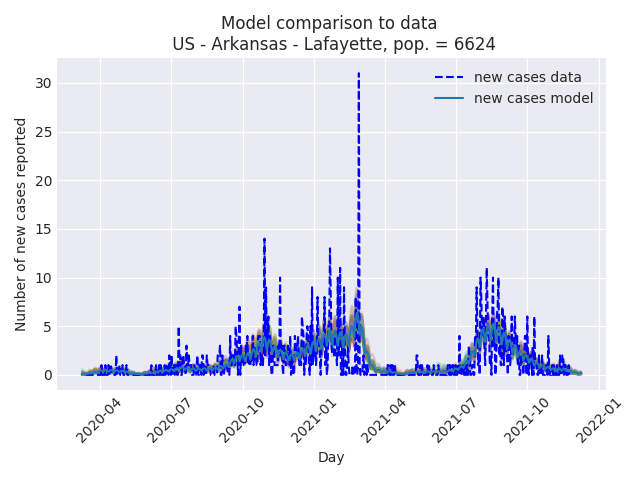 Model comparison to data
US - Arkansas - Lafayette, pop. = 6624
new cases data
new cases model
Number of new cases reported
30
25
20
15
10
5
0
2020-04
2020-07
2020-10
2021-01
2021-04
2021-07
2021-10
2022-01
Day